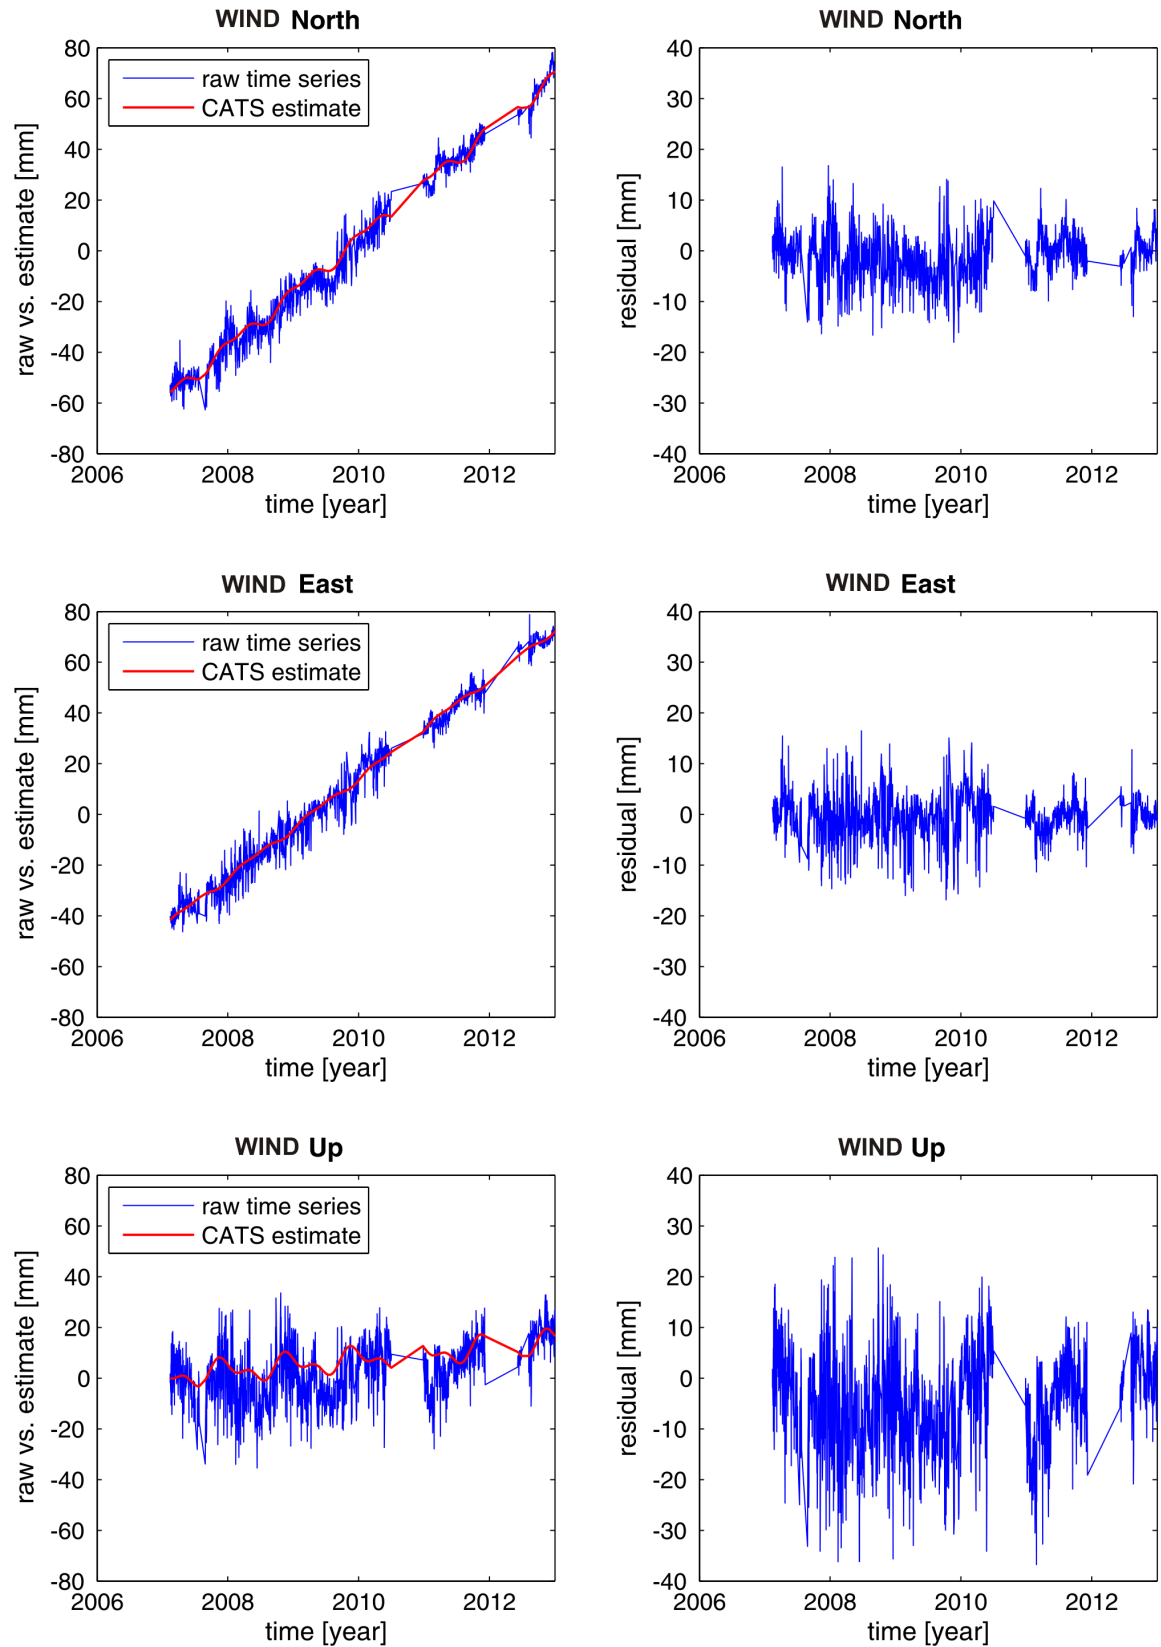 WIND North
80
60
40
20
0
-20
-40
-60
-80
raw vs. estimate [mm]
raw time series
CATS estimate
2006 2008 2010 2012
time [year]
WIND North
40
30
20
10
0
-10
-20
-30
-40
residual [mm]
2006 2008 2010 2012
time [year]
WIND East
80
60
40
20
0
-20
-40
-60
-80
raw vs. estimate [mm]
raw time series
CATS estimate
2006 2008 2010 2012
time [year]
WIND East
40
30
20
10
0
-10
-20
-30
-40
residual [mm]
2006 2008 2010 2012
time [year]
WIND Up
80
60
40
20
0
-20
-40
-60
-80
raw vs. estimate [mm]
raw time series
CATS estimate
2006 2008 2010 2012
time [year]
WIND Up
40
30
20
10
0
-10
-20
-30
-40
residual [mm]
2006 2008 2010 2012
time [year]